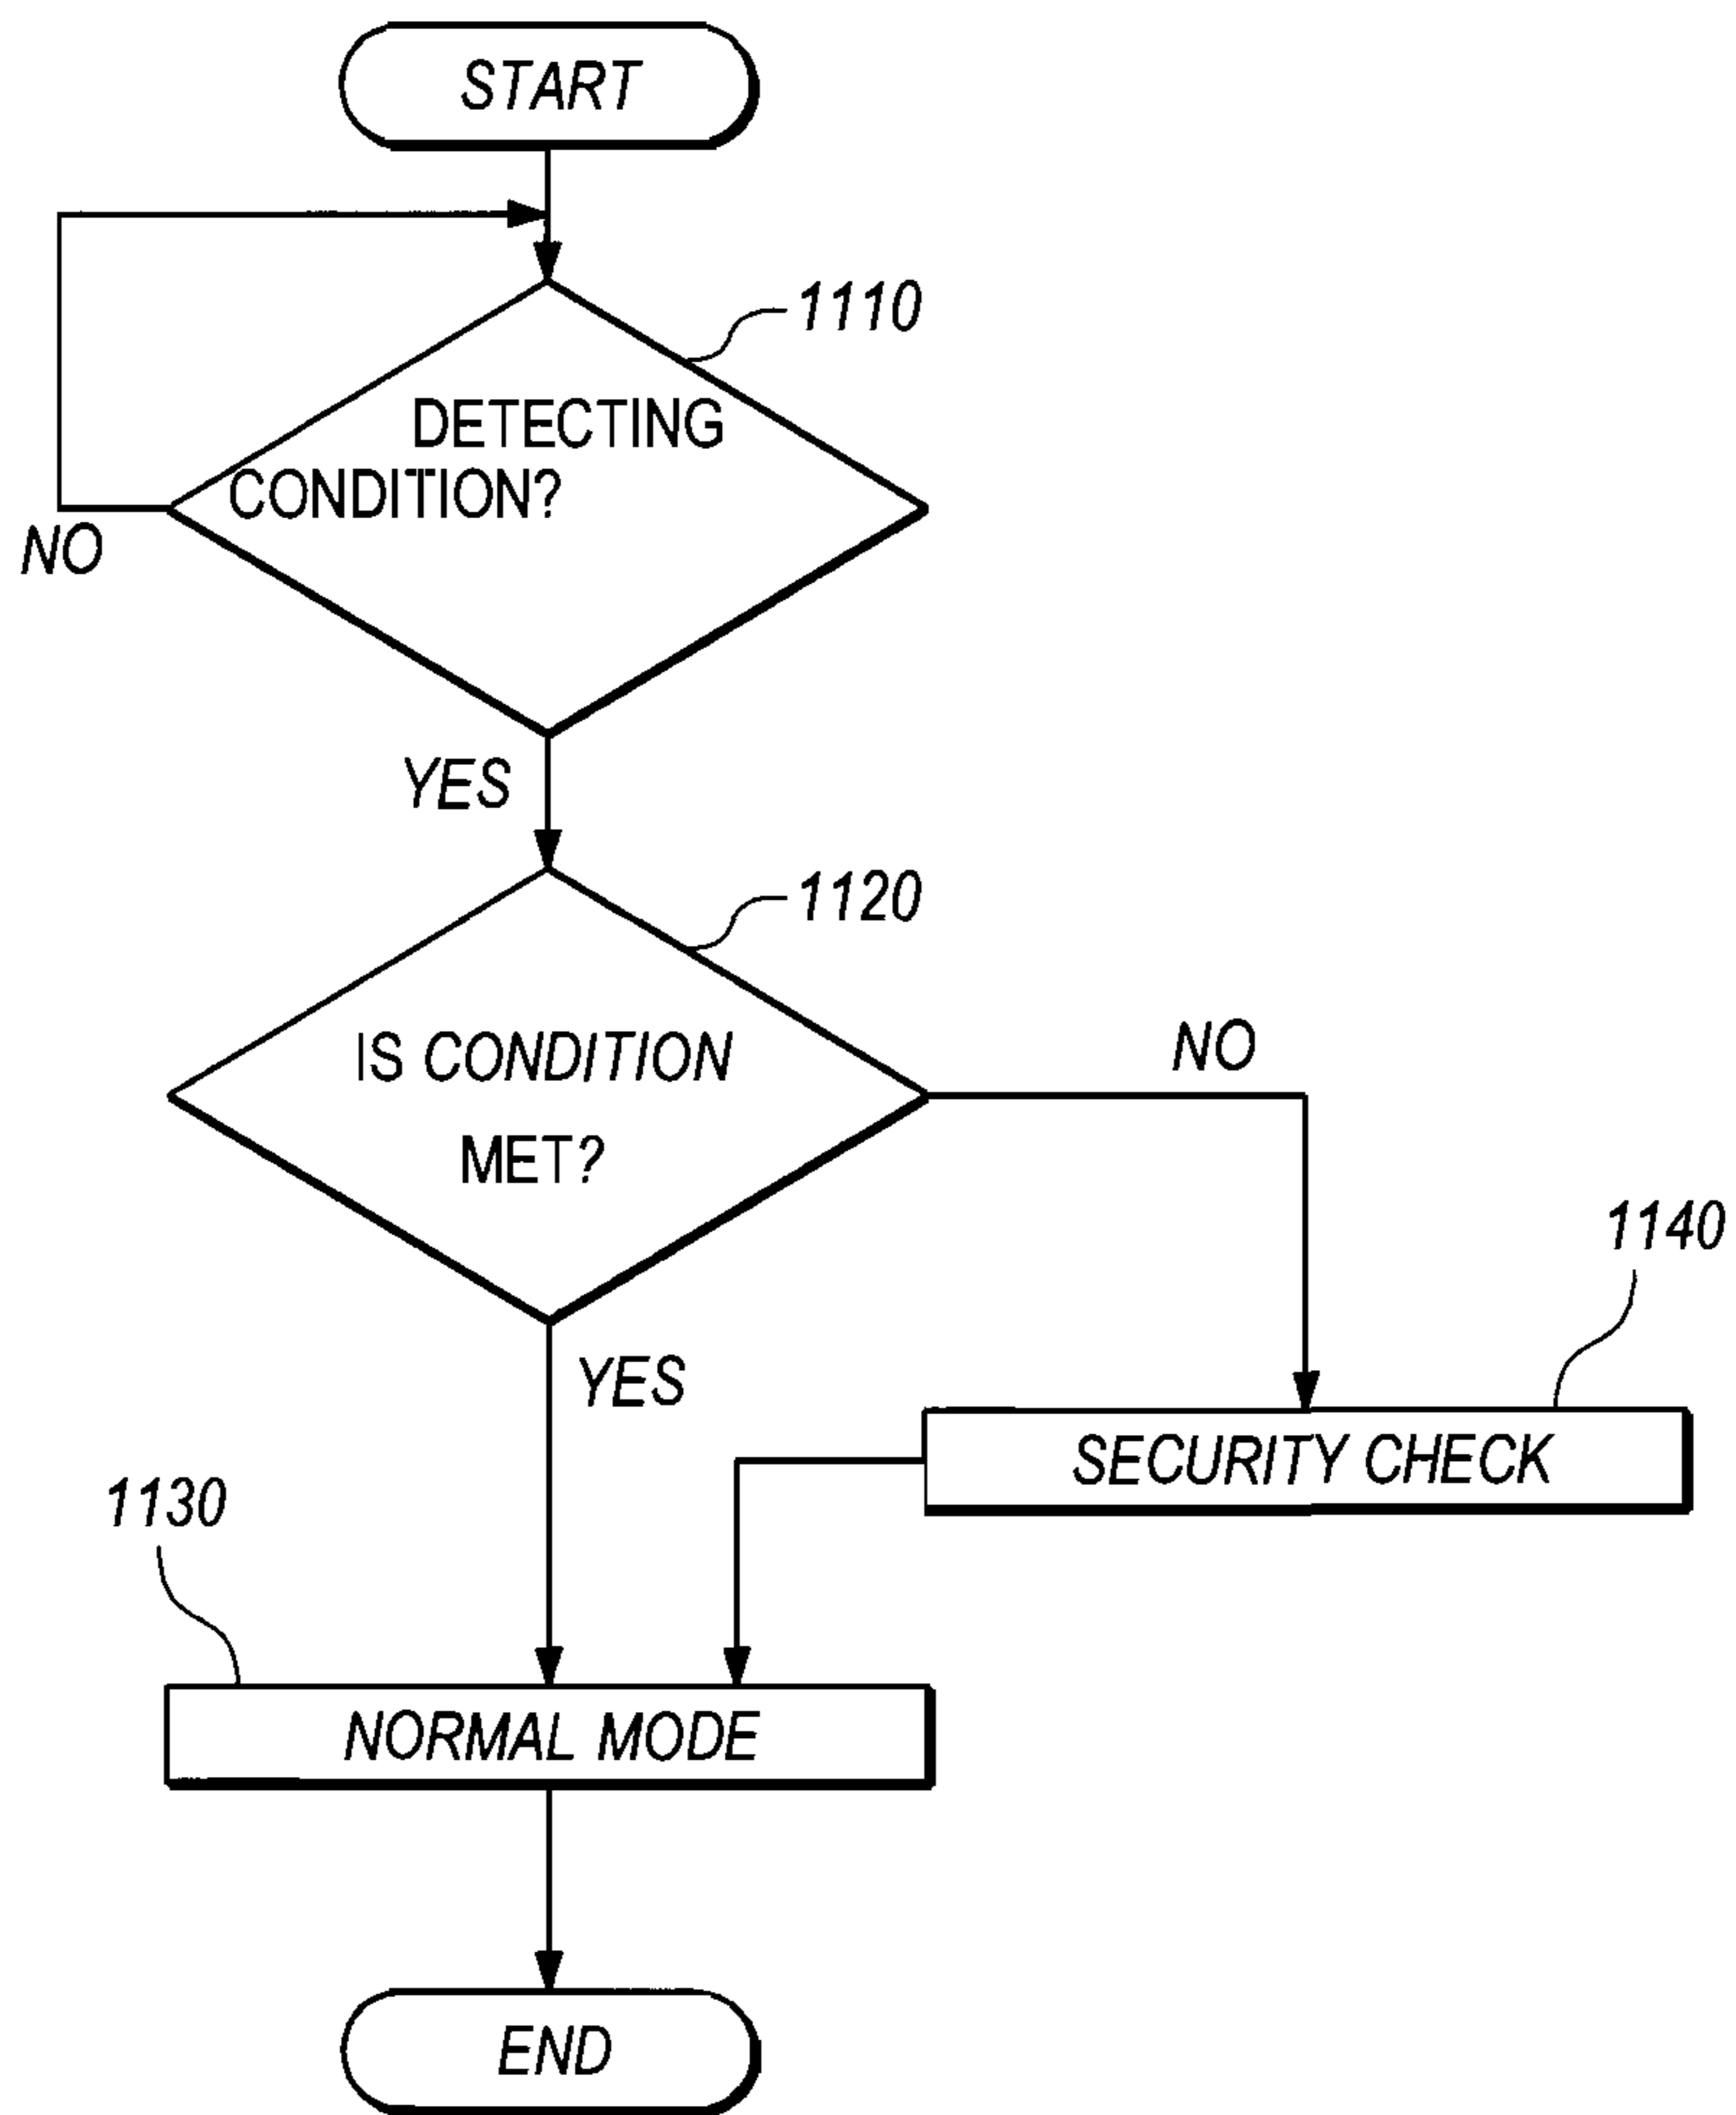 START
1110
DETECTING
CONDITION?
NO
YES
1120
IS CONDITION
MET?
NO
YES
1140
SECURITY CHECK
1130
NORMAL MODE
END